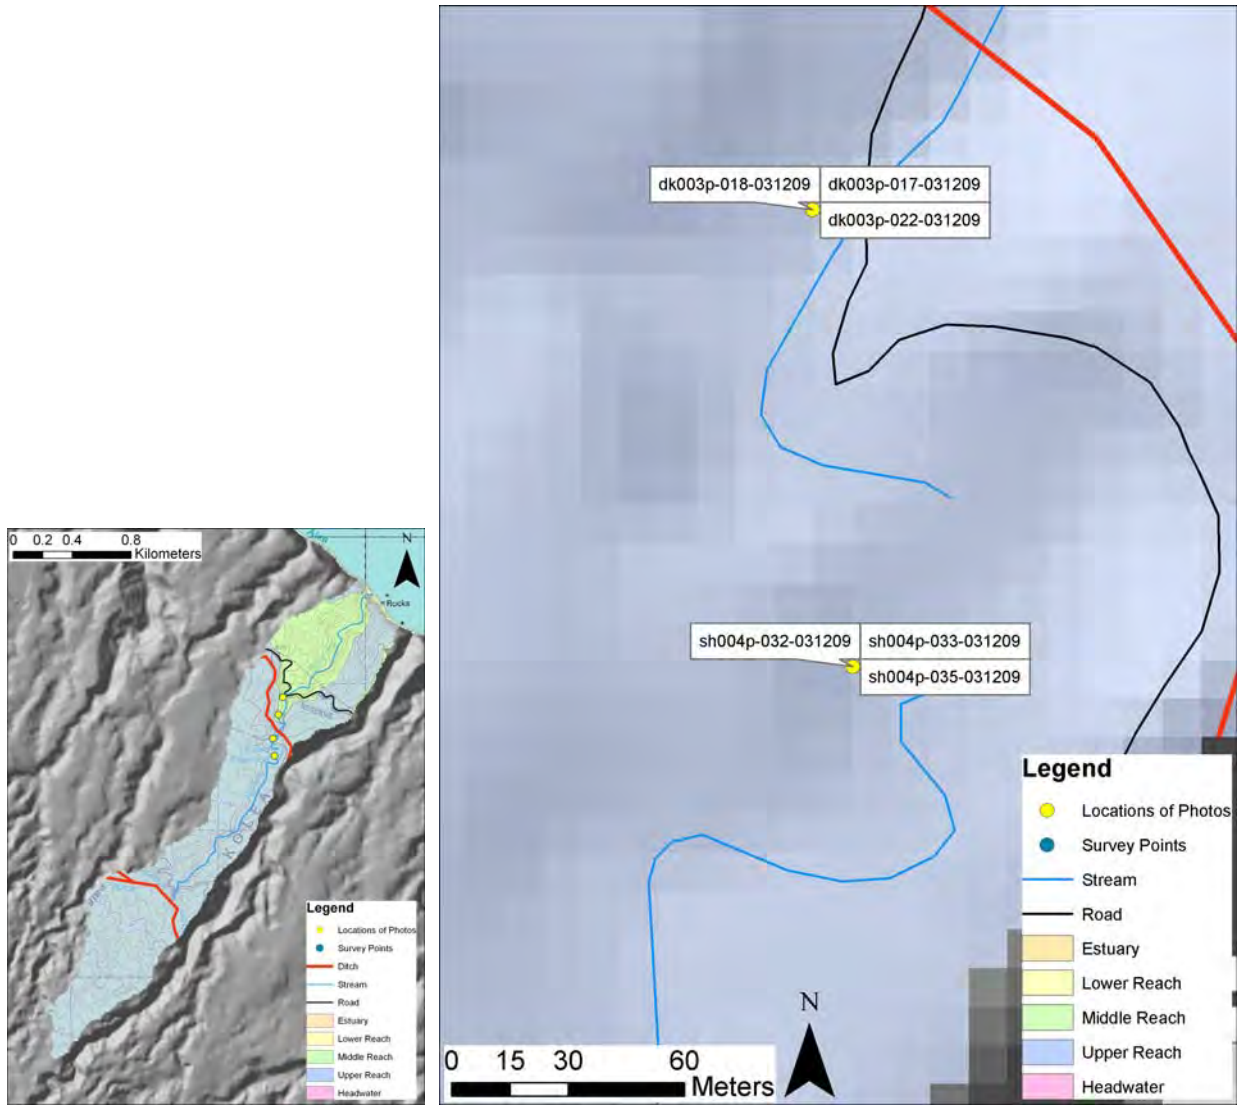 0 0.2 0.4 0.8
Kilometers
N
Rucks
KOLEA
Legend
Locations of Photos
Survey Points
Ditch
Stream
Road
Estuary
Lower Reach
Middle Reach
Upper Reach
Headwater
dk003p-018-031209
dk003p-017-031209
dk003p-022-031209
sh004p-032-031209
sh004p-033-031209
sh004p-035-031209
Legend
Locations of Photos
Survey Points
Stream
Road
Estuary
Lower Reach
Middle Reach
Upper Reach
Headwater
N
0 15 30 60
Meters